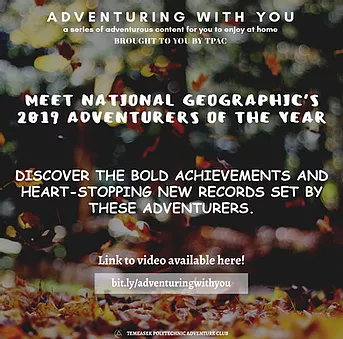 ADVENTURING WITH YOU
a series of adventurous content for you to enjoy at home
BROUGHT TO YOU BY TPAC
MEET NATIONAL GEOGRAPHIC'S
2019 ADVENTURERS OF THE YEAR
DISCOVER THE BOLD ACHIEVEMENTS AND
HEART-STOPPING NEW RECORDS SET BY
THESE ADVENTURERS.
Link to video available here!
bit.ly/adventuringwithyou
TEMEASEK POLYTECHNIC ADVENTURE CLUB